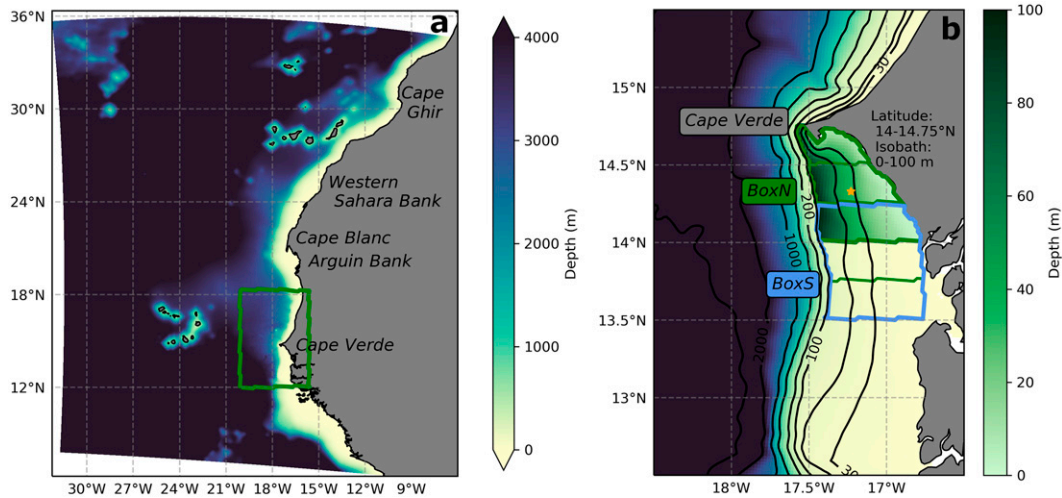 36°N
30°N
24°N
18°N
12°N
30°W
27°W
24°W
21°W
18°W
15°W
12°W
9°W
a
Cape
Ghir
Western
Sahara Bank
Cape Blanc
Arguin Bank
Cape Verde
4000
3000
2000
1000
0
Depth (m)
b
15°N
14.5°N
14°N
13.5°N
13°N
18°W
17.5°W
17°W
Cape Verde
BoxN
BoxS
Latitude:
14-14.75°N
Isobath:
0-100 m
30
200
1000
2000
100
30
100
80
60
40
20
0
Depth (m)